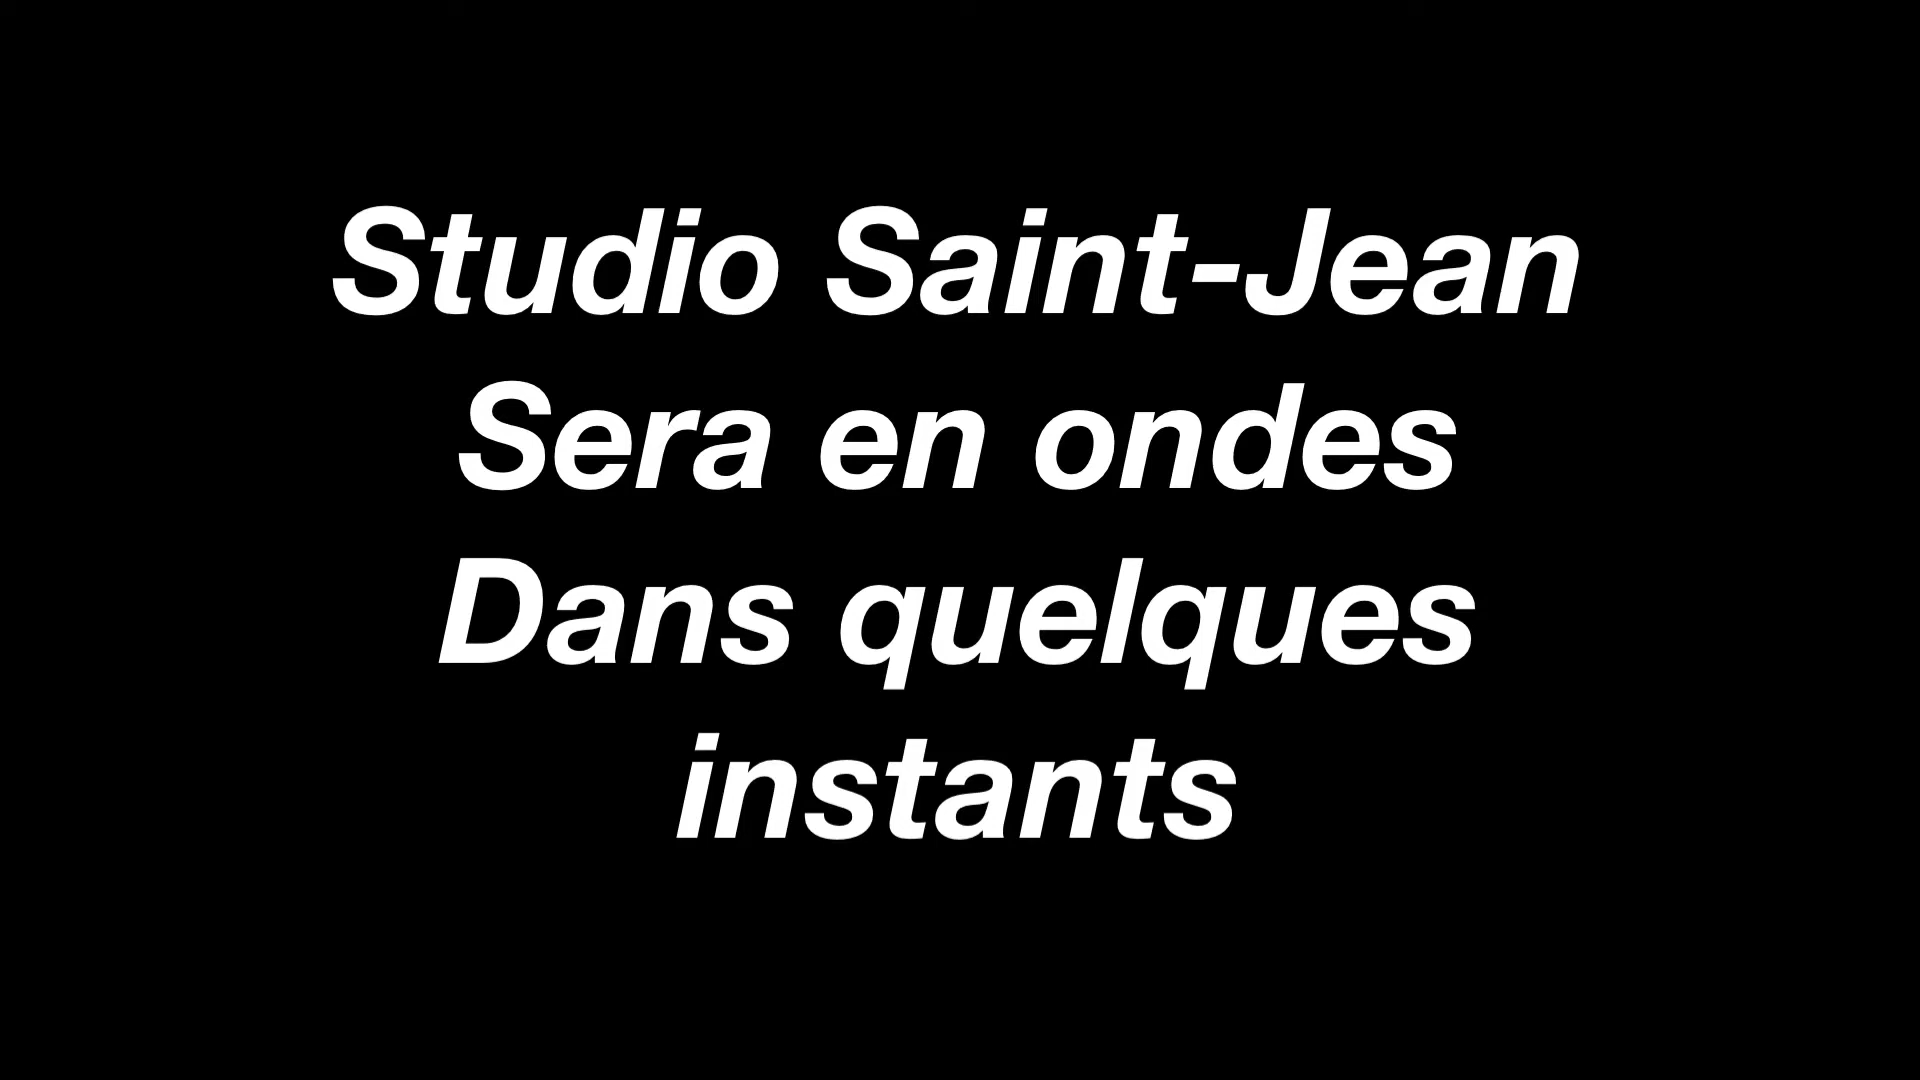 Studio Saint-Jean
Sera en ondes
Dans quelques
instants